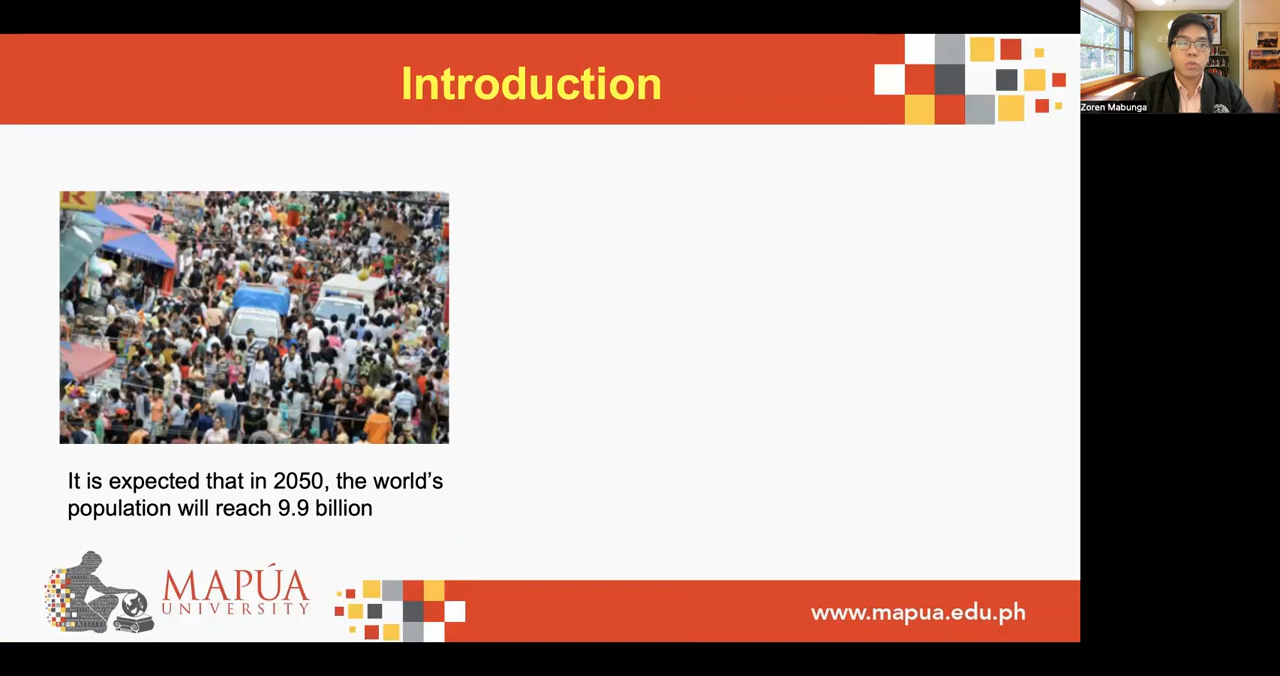 Introduction
Zoren Mabunga
R
It is expected that in 2050, the world's
population will reach 9.9 billion
MAPÚA
UNIVERSITY
www.mapua.edu.ph